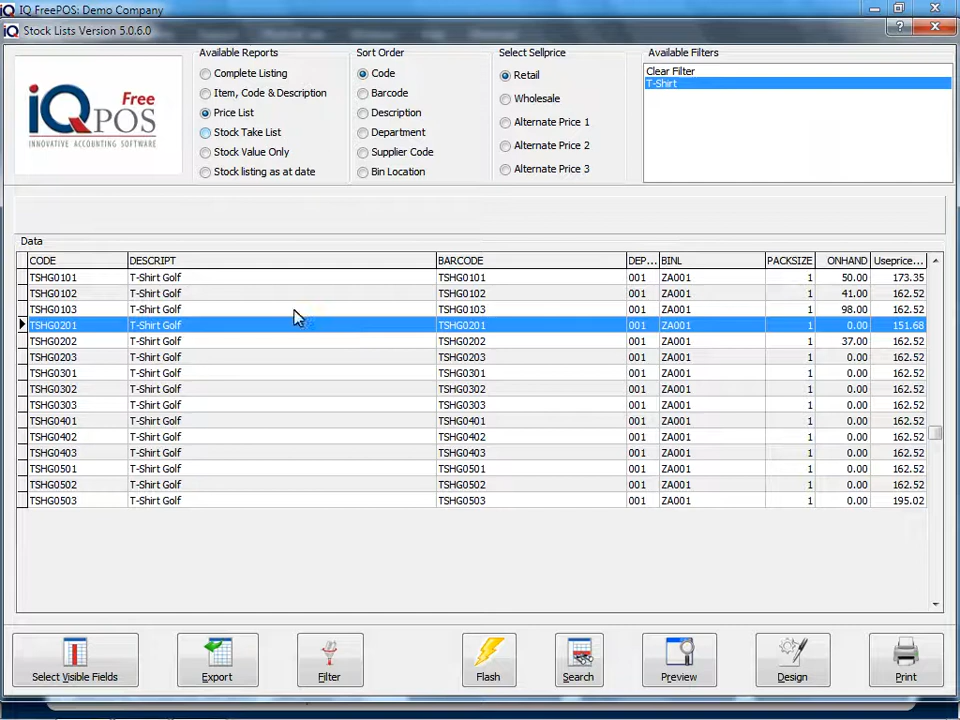 IQ FreePOS: Demo Company
Stock Lists Version 5.0.6.0
Available Reports
Sort Order
Select Sellprice
Available Filters
iQ Free
POS
INNOVATIVE ACCOUNTING SOFTWARE
Complete Listing
Item, Code & Description
Price List
Stock Take List
Stock Value Only
Stock listing as at date
Code
Barcode
Description
Department
Supplier Code
Bin Location
Retail
Wholesale
Alternate Price 1
Alternate Price 2
Alternate Price 3
Clear Filter
T-Shirt
Data
CODE DESCRIPT BARCODE DEP... BINL PACKSIZE ONHAND Useprice...
TSHG0101 T-Shirt Golf TSHG0101 001 ZA001 1 50.00 173.35
TSHG0102 T-Shirt Golf TSHG0102 001 ZA001 1 41.00 162.52
TSHG0103 T-Shirt Golf TSHG0103 001 ZA001 1 98.00 162.52
TSHG0201 T-Shirt Golf TSHG0201 001 ZA001 1 0.00 151.68
TSHG0202 T-Shirt Golf TSHG0202 001 ZA001 1 37.00 162.52
TSHG0203 T-Shirt Golf TSHG0203 001 ZA001 1 0.00 162.52
TSHG0301 T-Shirt Golf TSHG0301 001 ZA001 1 0.00 162.52
TSHG0302 T-Shirt Golf TSHG0302 001 ZA001 1 0.00 162.52
TSHG0303 T-Shirt Golf TSHG0303 001 ZA001 1 0.00 162.52
TSHG0401 T-Shirt Golf TSHG0401 001 ZA001 1 0.00 162.52
TSHG0402 T-Shirt Golf TSHG0402 001 ZA001 1 0.00 162.52
TSHG0403 T-Shirt Golf TSHG0403 001 ZA001 1 0.00 162.52
TSHG0501 T-Shirt Golf TSHG0501 001 ZA001 1 0.00 162.52
TSHG0502 T-Shirt Golf TSHG0502 001 ZA001 1 0.00 162.52
TSHG0503 T-Shirt Golf TSHG0503 001 ZA001 1 0.00 195.02
Select Visible Fields
Export
Filter
Flash
Search
Preview
Design
Print